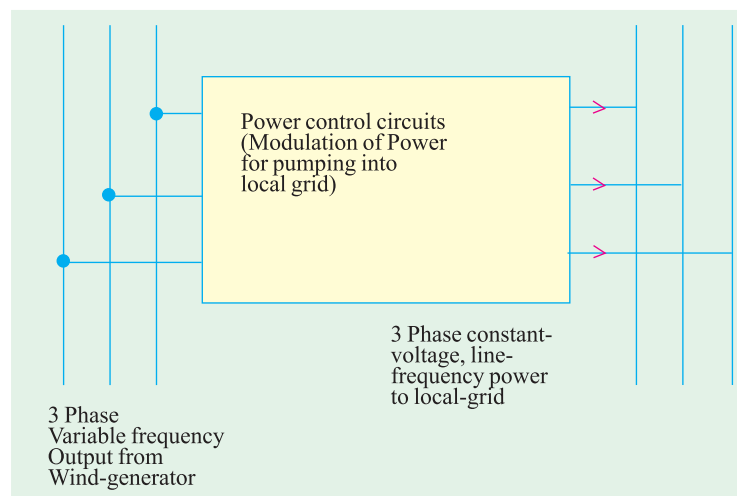 Power control circuits
(Modulation of Power
for pumping into
local grid)
3 Phase constant-
voltage, line-
frequency power
to local-grid
3 Phase
Variable frequency
Output from
Wind-generator